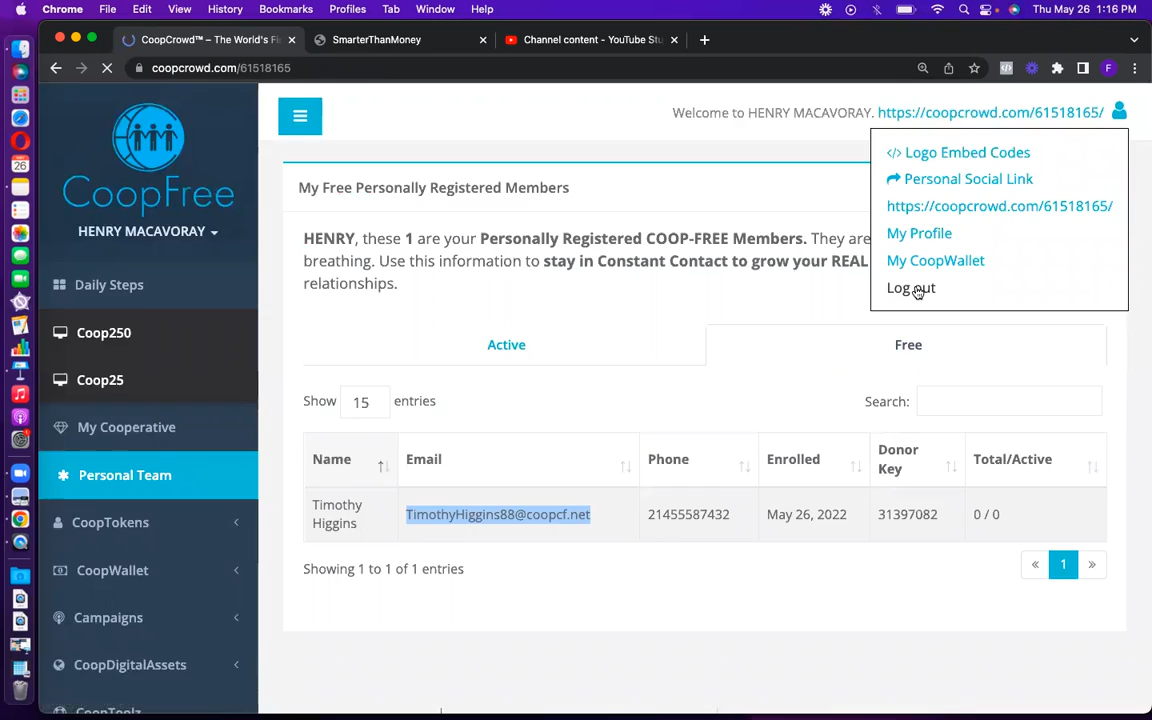 Chrome File Edit View History Bookmarks Profiles Tab Window Help Thu May 26 1:16 PM
CoopCrowd™ – The World's Fi
SmarterThanMoney
Channel content - YouTube Stu
coopcrowd.com/61518165
F
CoopFree
HENRY MACAVORAY
Daily Steps
Coop250
Coop25
My Cooperative
Personal Team
CoopTokens
CoopWallet
Campaigns
CoopDigitalAssets
CoopToolz
26
Welcome to HENRY MACAVORAY. https://coopcrowd.com/61518165/
</> Logo Embed Codes
Personal Social Link
https://coopcrowd.com/61518165/
My Profile
My CoopWallet
Log out
My Free Personally Registered Members
HENRY, these 1 are your Personally Registered COOP-FREE Members. They are
breathing. Use this information to stay in Constant Contact to grow your REAL
relationships.
Active Free
Show 15 entries Search:
Name Email Phone Enrolled Donor Key Total/Active
Timothy Higgins TimothyHiggins88@coopcf.net 21455587432 May 26, 2022 31397082 0 / 0
Showing 1 to 1 of 1 entries
« 1 »